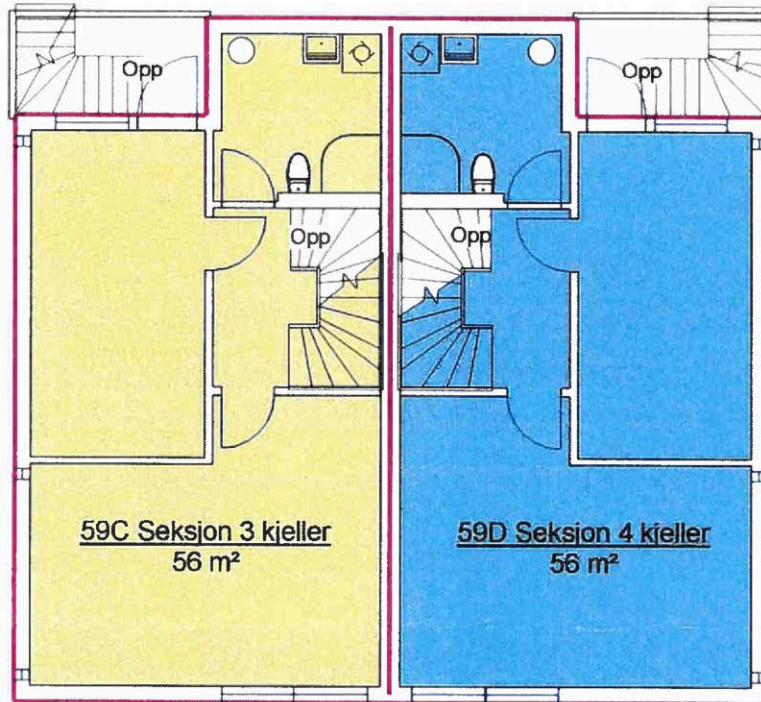 Opp
Opp
Opp
Opp
59C Seksjon 3 kjeller
56 m²
59D Seksjon 4 kjeller
56 m²